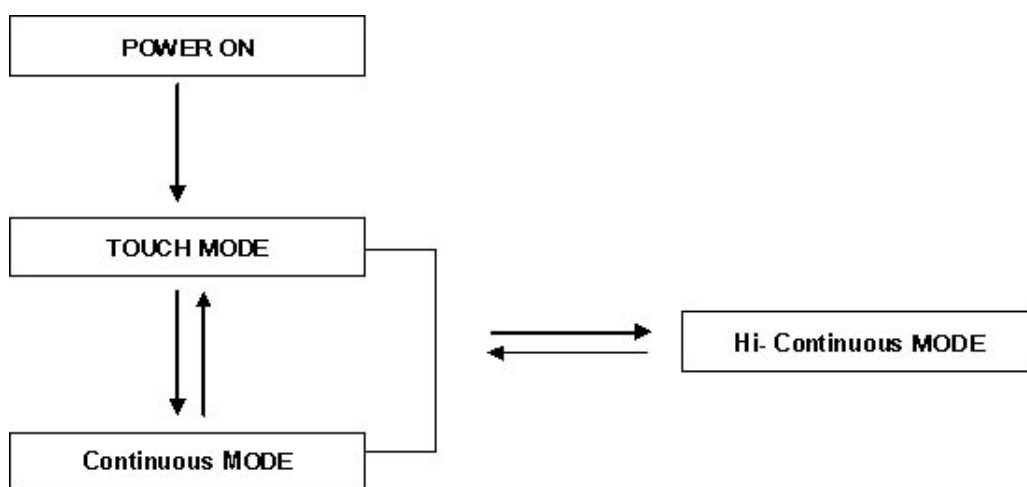 POWER ON
TOUCH MODE
Hi- Continuous MODE
Continuous MODE